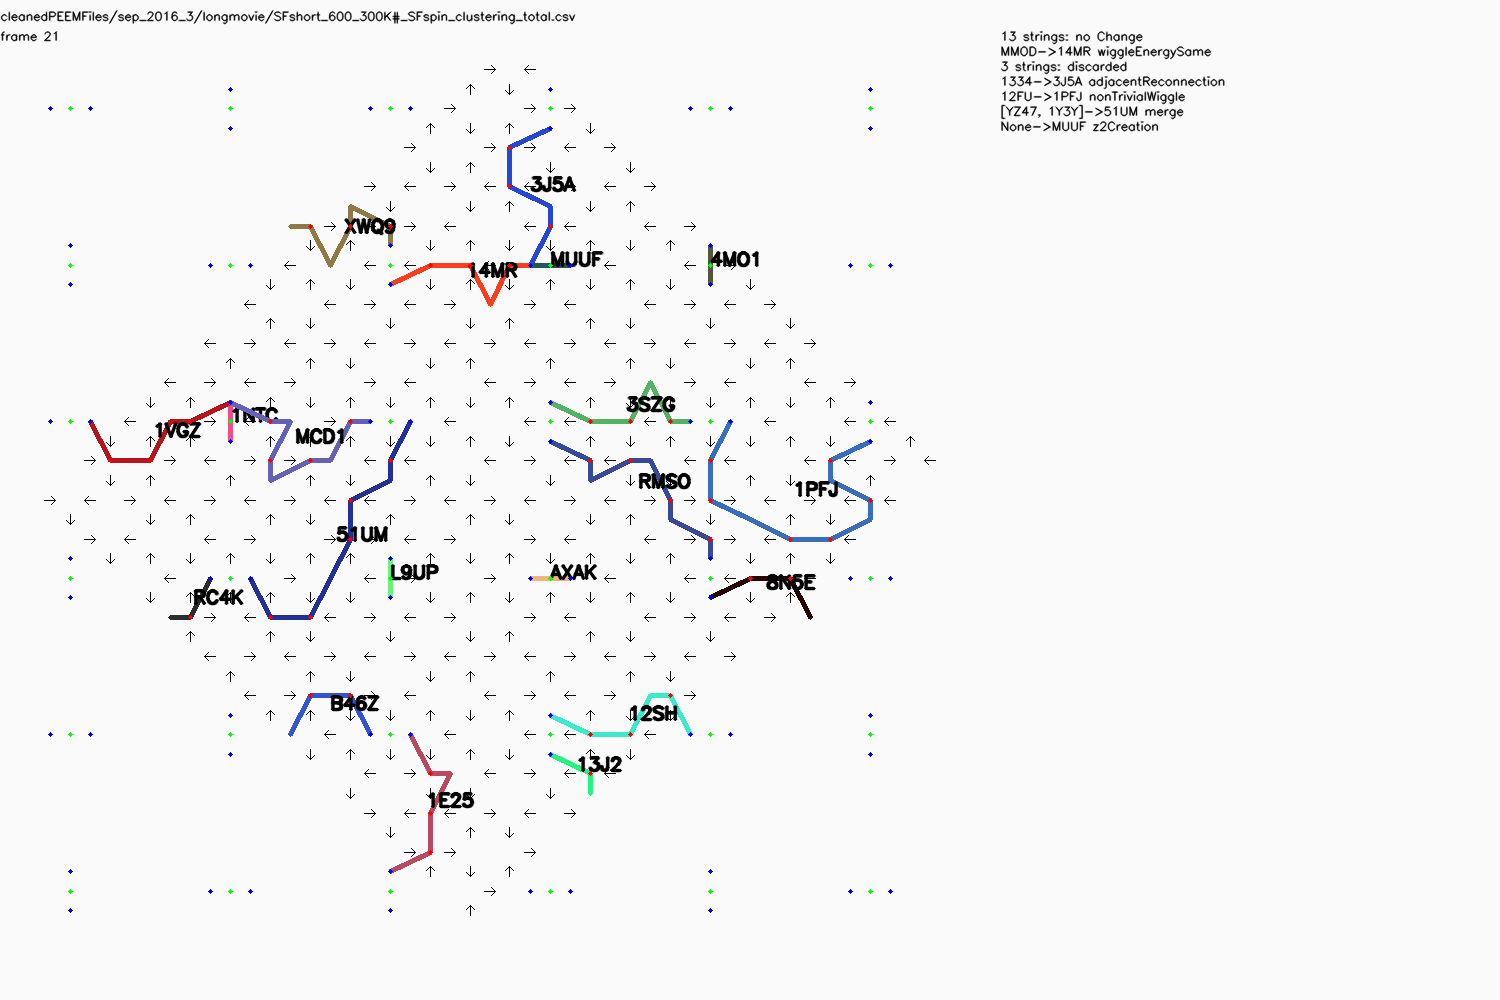 cleanedPEEMFiles/sep_2016_3/longmovie/SFshort_600_300K#_SFspin_clustering_total.csv
frame 21
13 strings: no Change
MMOD->14MR wiggleEnergySame
3 strings: discarded
1334->3J5A adjacentReconnection
12FU->1PFJ nonTrivialWiggle
[YZ47, 1Y3Y]->51UM merge
None->MUUF z2Creation
3J5A
XWQ9
MUUF
4MO1
14MR
3SZG
1NTC
1VGZ
MCD1
RMSO
1PFJ
51UM
L9UP
AXAK
8N5E
RC4K
B46Z
12SH
13J2
1E25